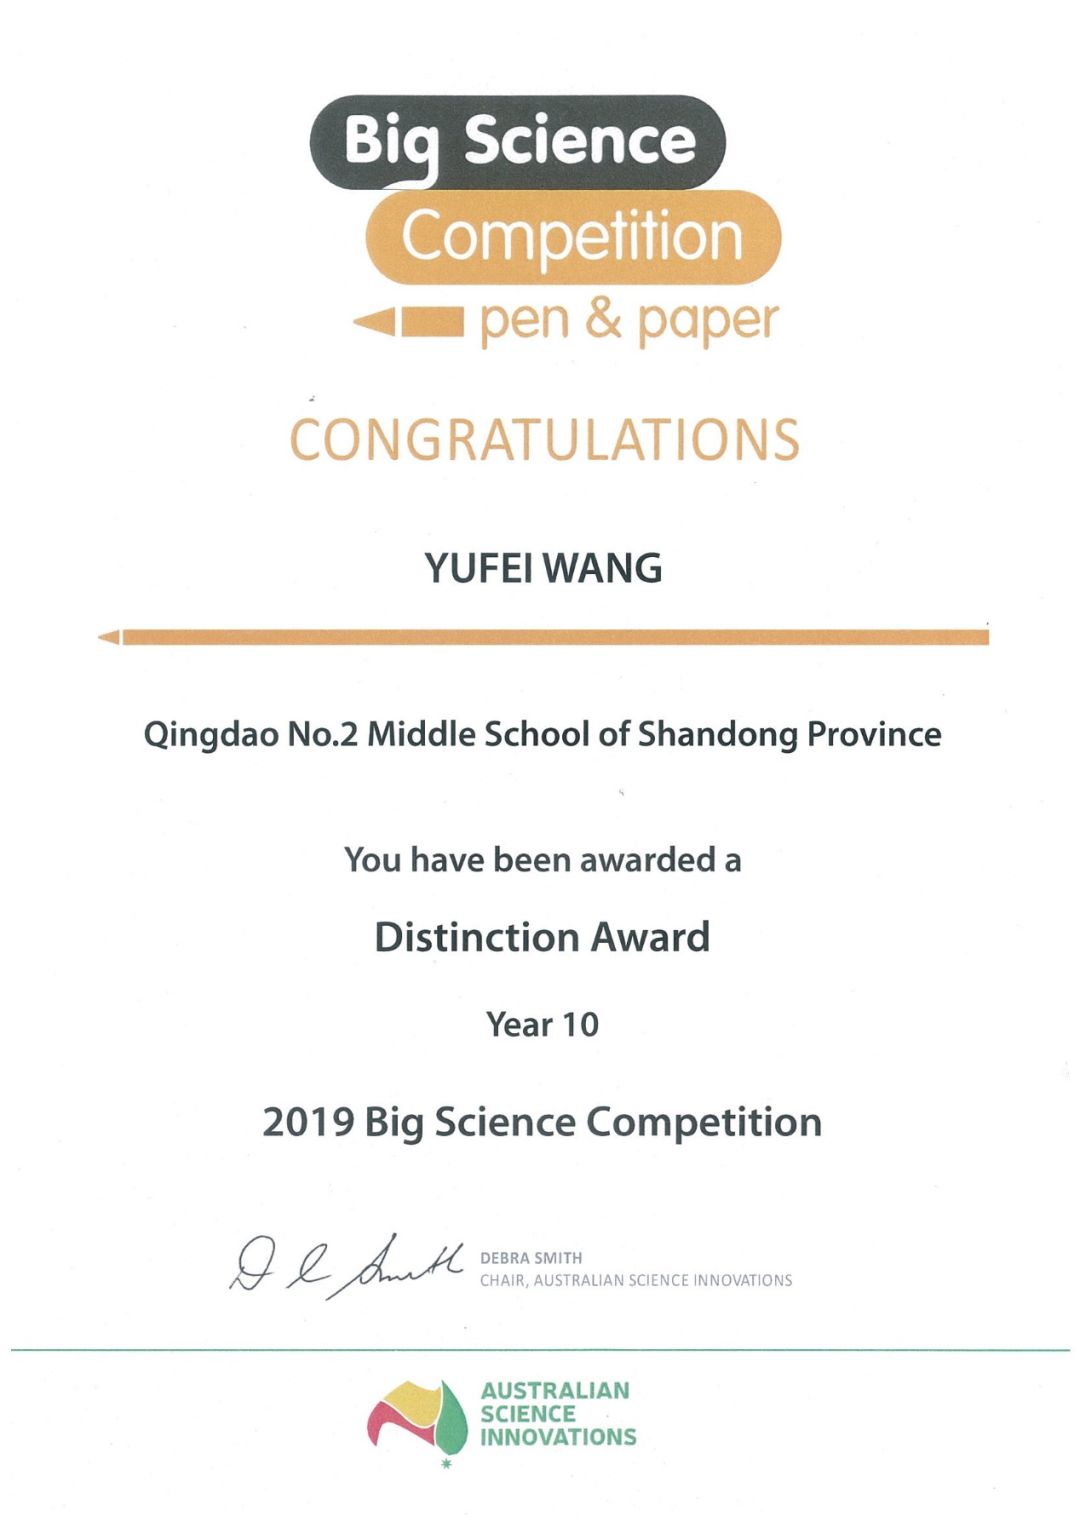 Big Science
Competition
pen & paper
CONGRATULATIONS
YUFEI WANG
Qingdao No.2 Middle School of Shandong Province
You have been awarded a
Distinction Award
Year 10
2019 Big Science Competition
D L Smith
DEBRA SMITH
CHAIR, AUSTRALIAN SCIENCE INNOVATIONS
AUSTRALIAN
SCIENCE
INNOVATIONS